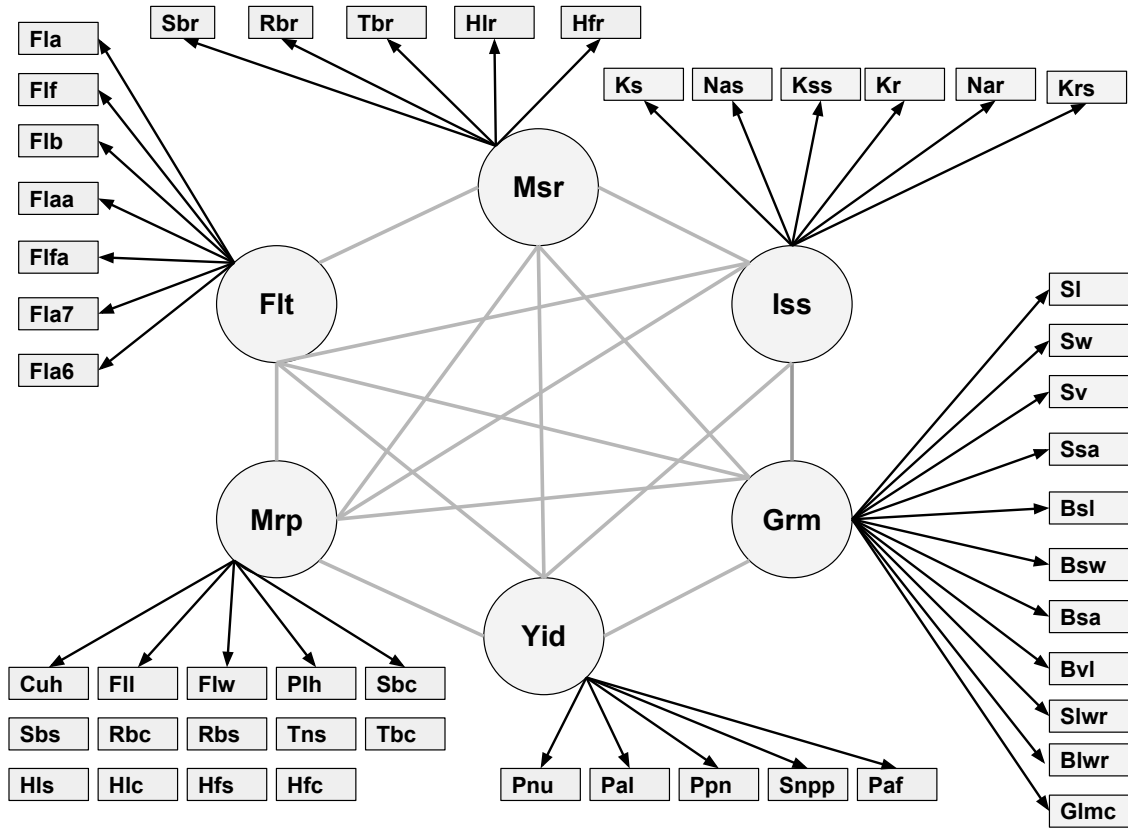 Sbr
Rbr
Tbr
Hlr
Hfr
Fla
Flf
Flb
Flaa
Flfa
Fla7
Fla6
Ks
Nas
Kss
Kr
Nar
Krs
Msr
Flt
Iss
Mrp
Grm
Yid
Sl
Sw
Sv
Ssa
Bsl
Bsw
Bsa
Bvl
Slwr
Blwr
Glmc
Cuh
Fll
Flw
Plh
Sbc
Sbs
Rbc
Rbs
Tns
Tbc
Hls
Hlc
Hfs
Hfc
Pnu
Pal
Ppn
Snpp
Paf